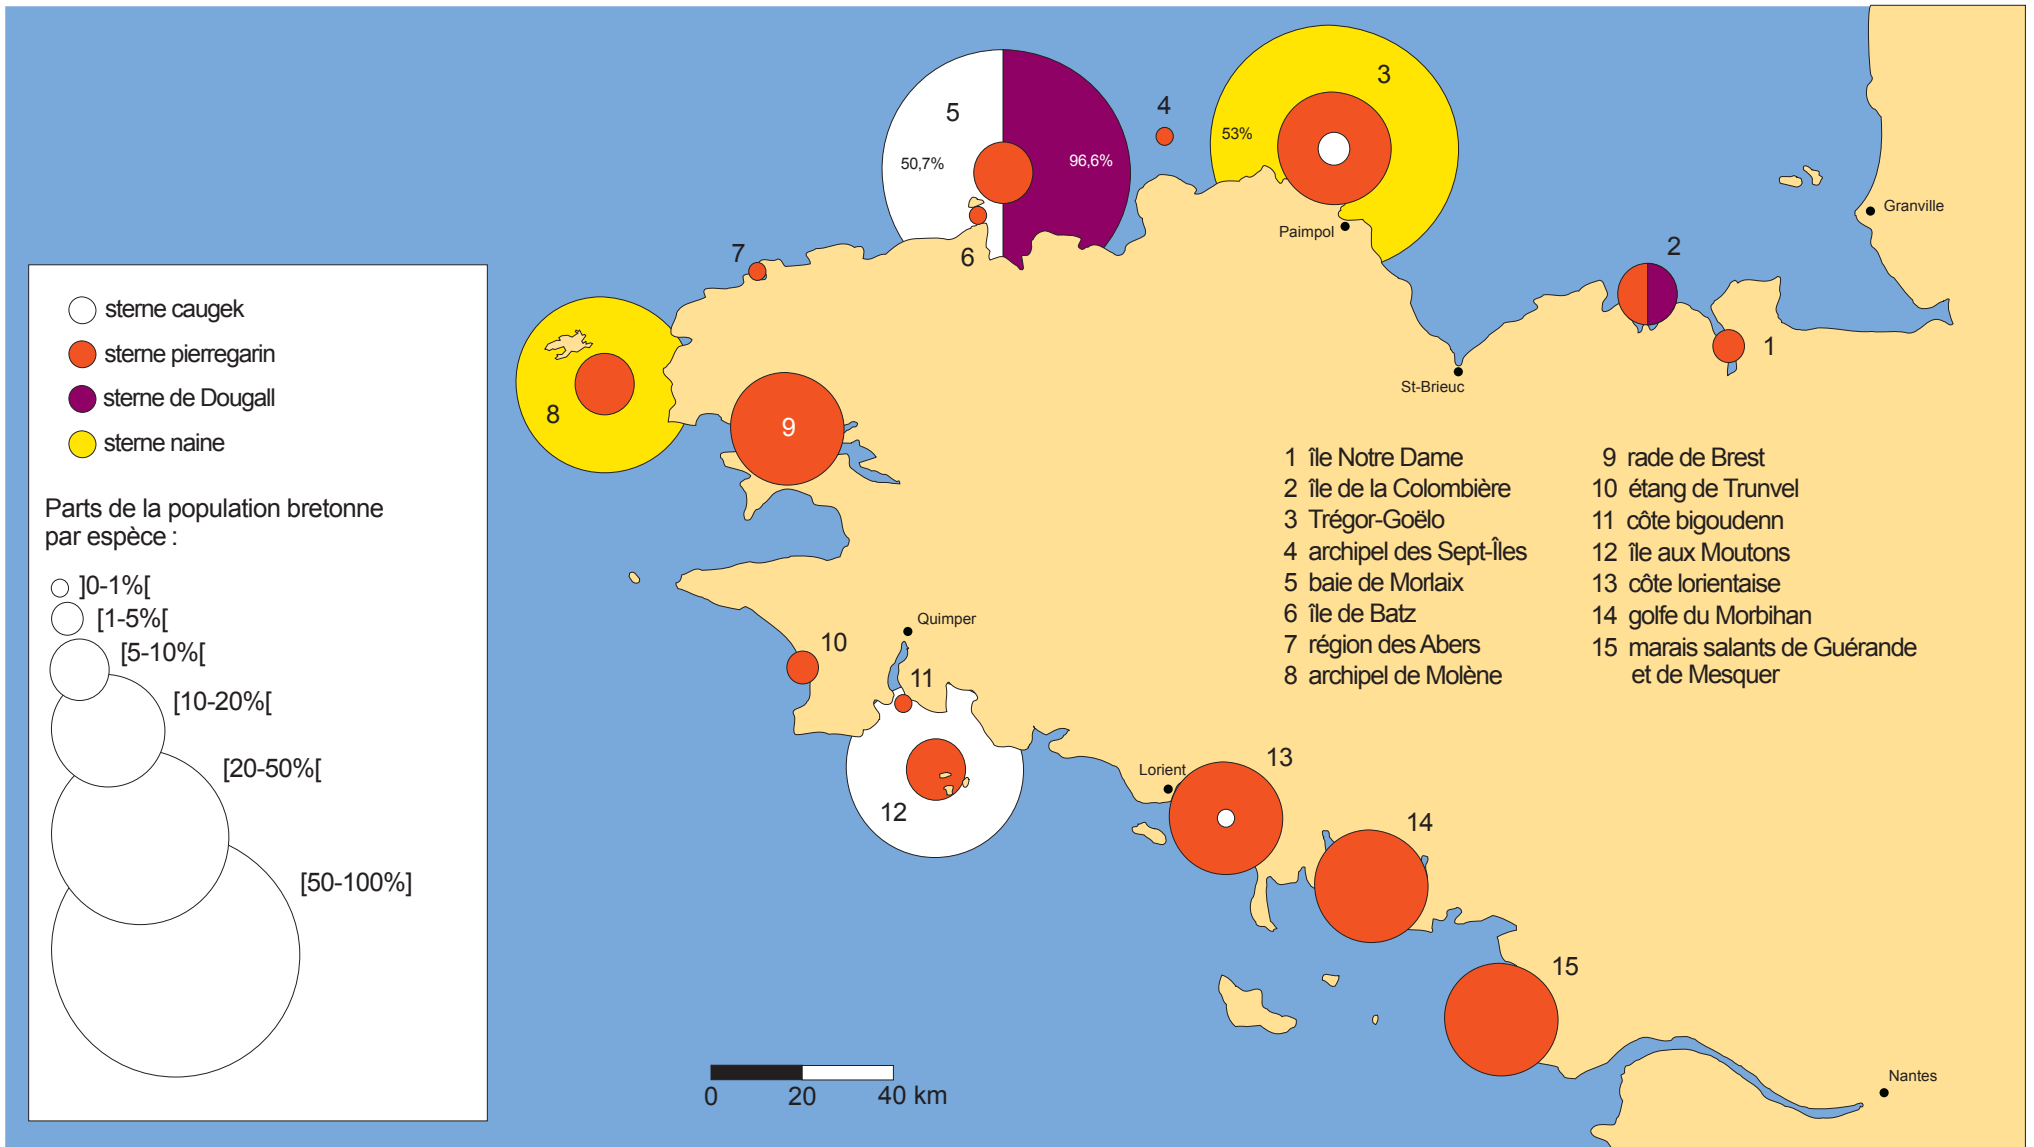 5
50,7%
96,6%
4
3
53%
Paimpol
Granville
2
1
St-Brieuc
6
7
8
9
sterne caugek
sterne pierregarin
sterne de Dougall
sterne naine
Parts de la population bretonne
par espèce :
]0-1%[
[1-5%[
[5-10%[
[10-20%[
[20-50%[
[50-100%]
1 île Notre Dame
2 île de la Colombière
3 Trégor-Goëlo
4 archipel des Sept-Îles
5 baie de Morlaix
6 île de Batz
7 région des Abers
8 archipel de Molène
9 rade de Brest
10 étang de Trunvel
11 côte bigoudenn
12 île aux Moutons
13 côte lorientaise
14 golfe du Morbihan
15 marais salants de Guérande
et de Mesquer
Quimper
10
11
12
Lorient
13
14
15
Nantes
0 20 40 km